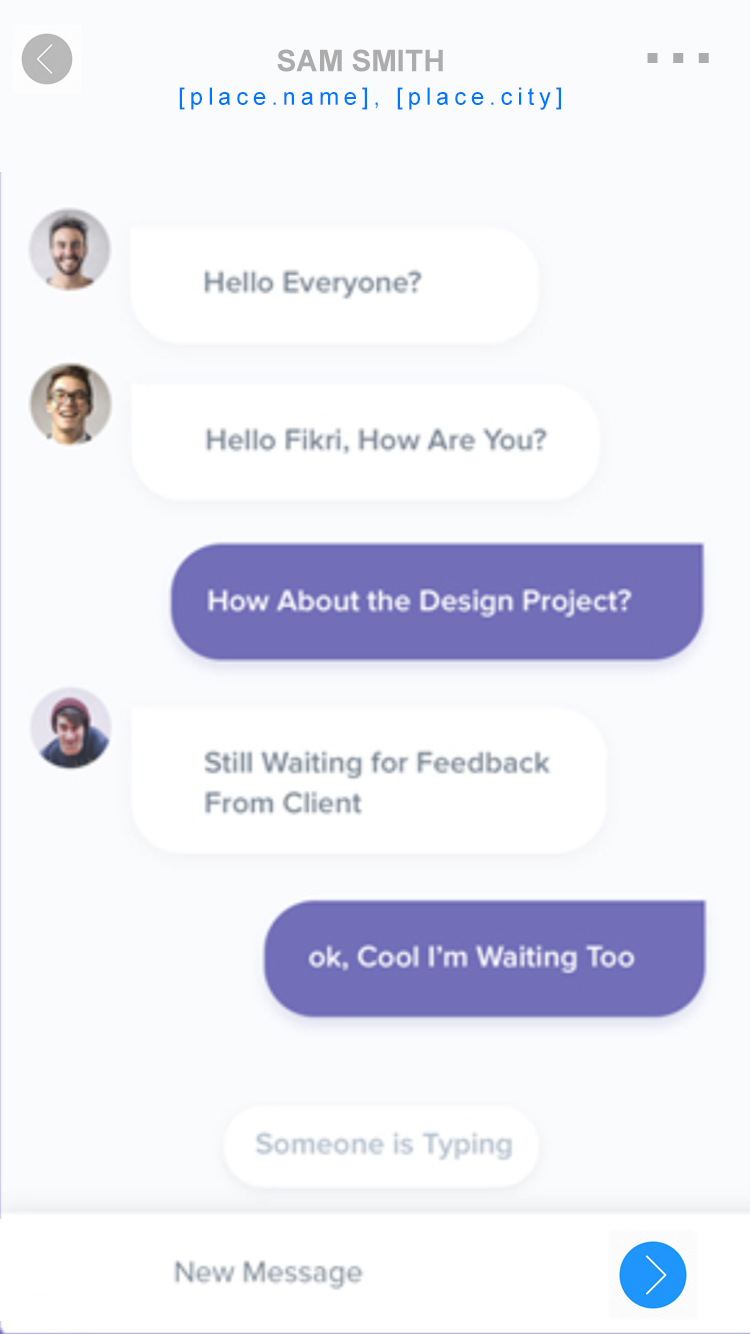 SAM SMITH
[place.name], [place.city]
Hello Everyone?
Hello Fikri, How Are You?
How About the Design Project?
Still Waiting for Feedback
From Client
ok, Cool I’m Waiting Too
Someone is Typing
New Message